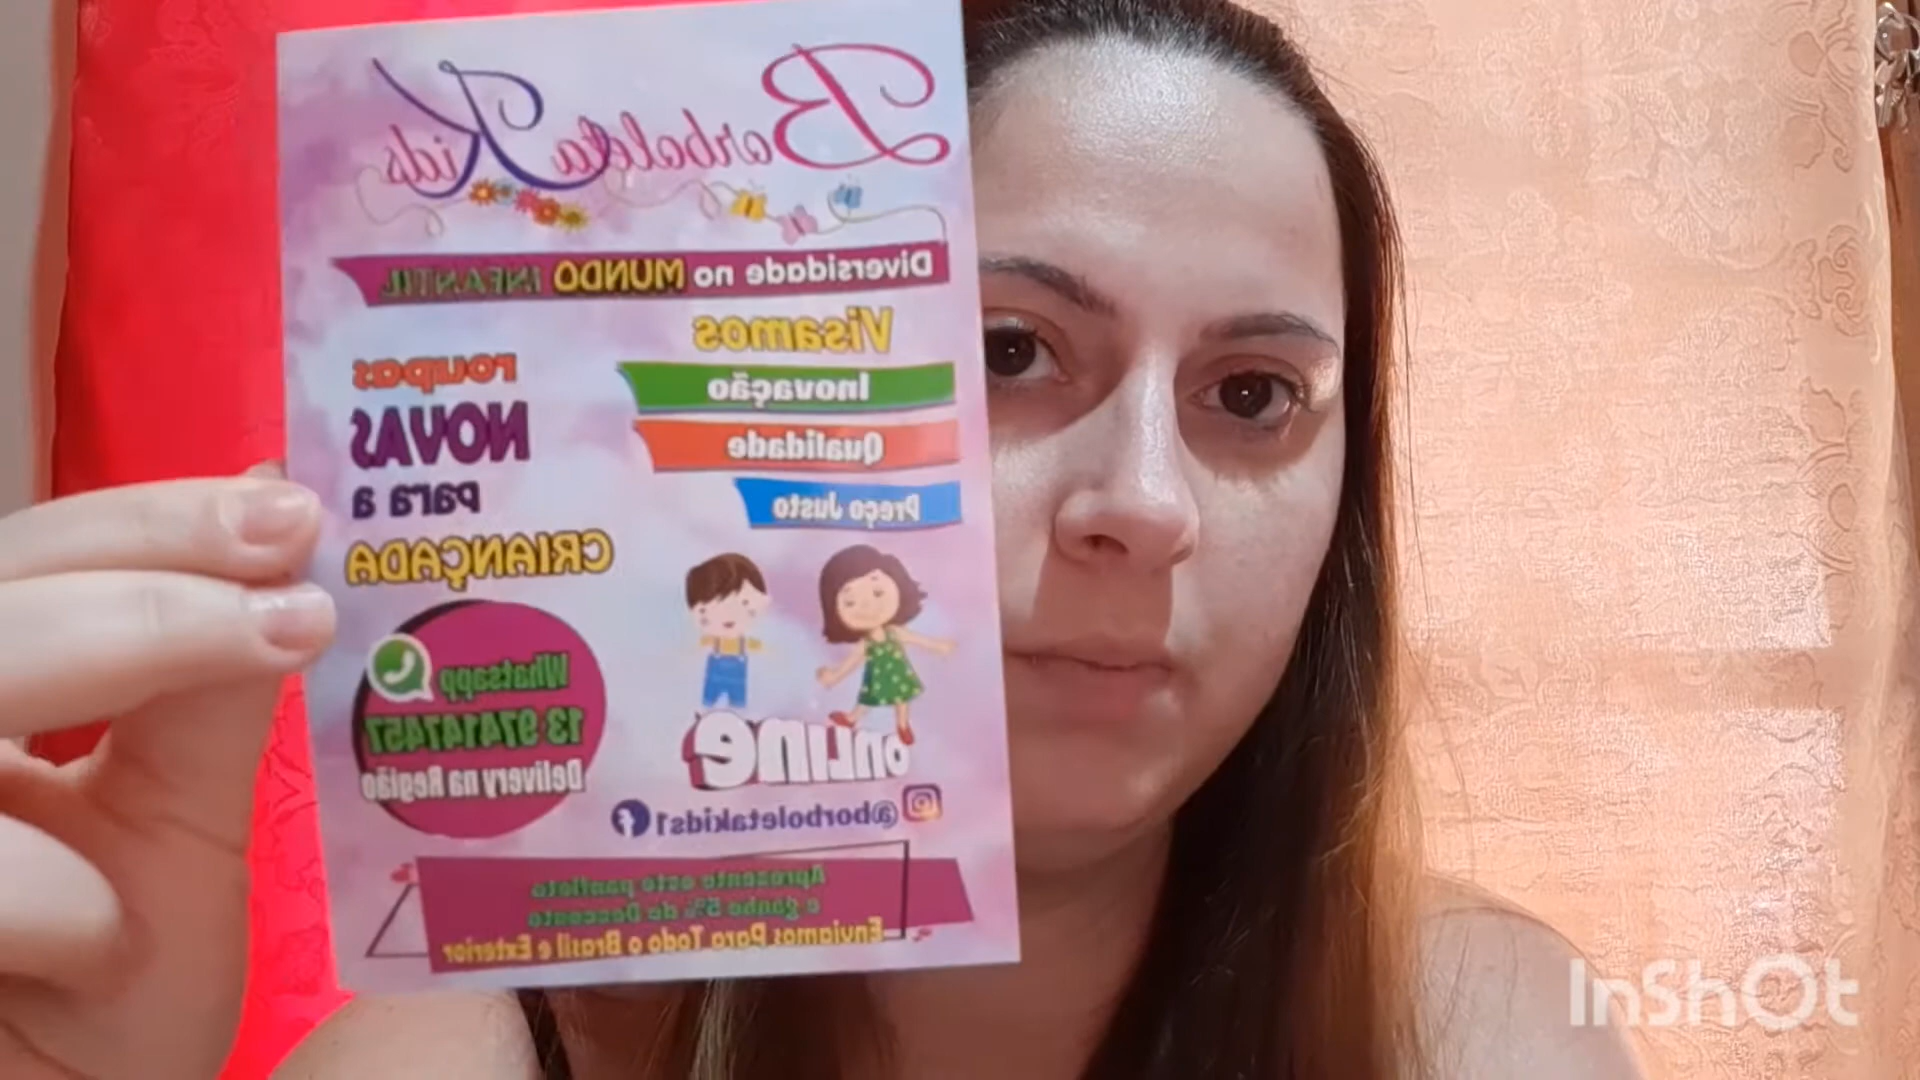 Borboleta Kids
Diversidade no MUNDO INFANTIL
Visamos
Inovação
Qualidade
Preço Justo
roupas
NOVAS
para a
CRIANÇADA
Whatsapp
13 974147457
Delivery na Região
onLine
@borboletakids1
Apresente este panfleto
e ganhe 5% de Desconto
Enviamos Para Todo o Brasil e Exterior
InShOt